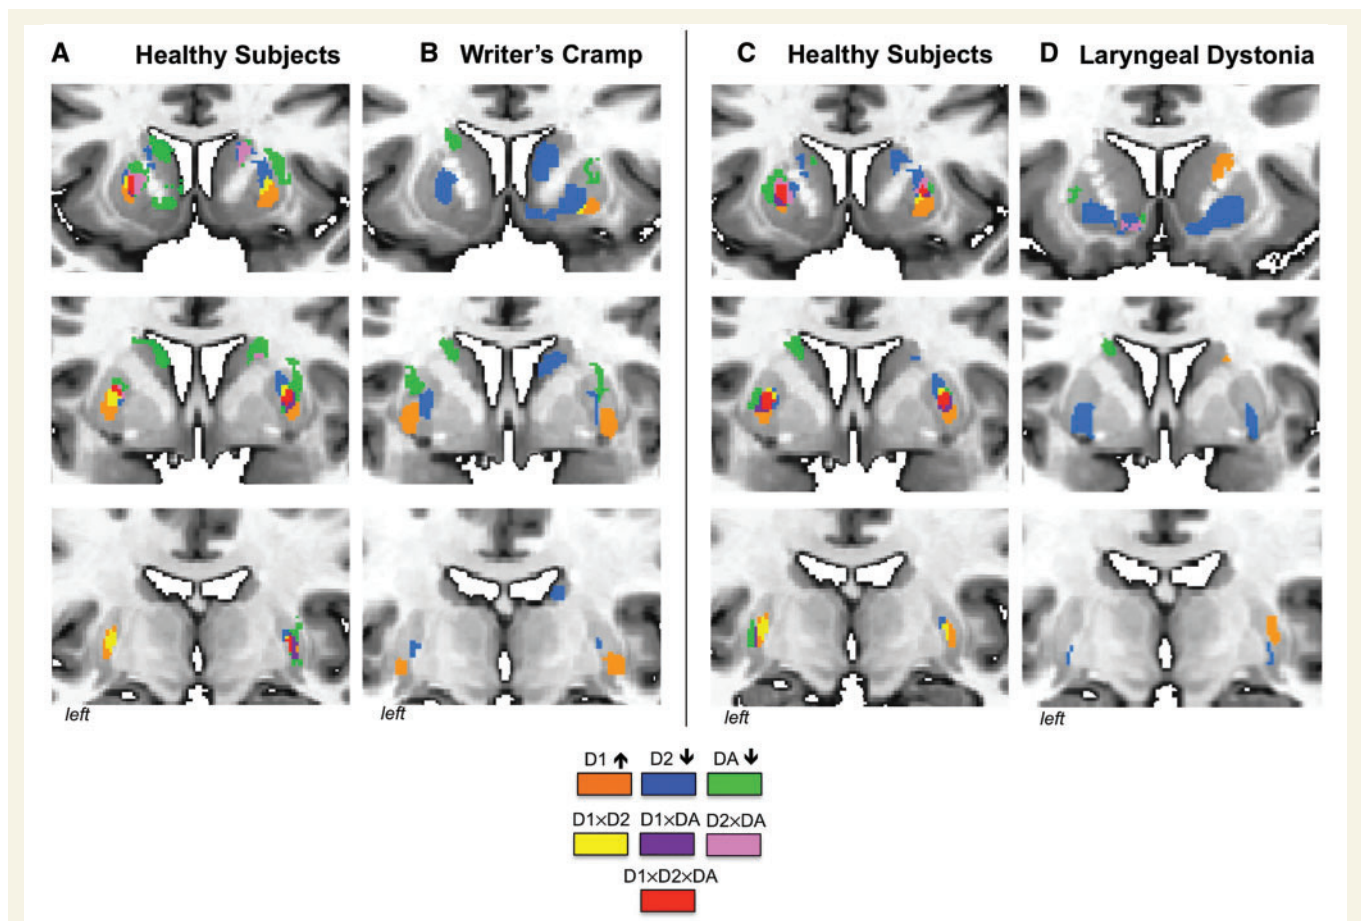 A Healthy Subjects B Writer's Cramp C Healthy Subjects D Laryngeal Dystonia
left left left left
D1 ↑ D2 ↓ DA ↓
D1×D2 D1×DA D2×DA
D1×D2×DA